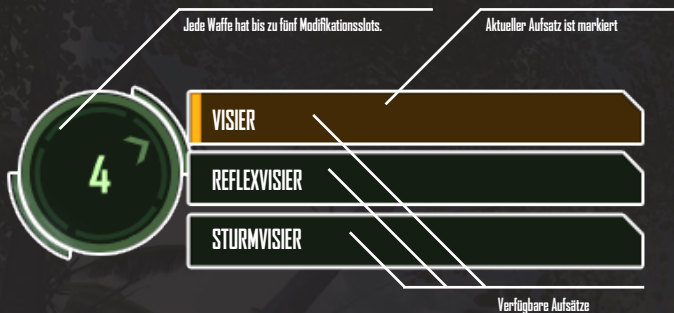 Jede Waffe hat bis zu fünf Modifikationsslots.
Aktueller Aufsatz ist markiert
VISIER
4
REFLEXVISIER
STURMVISIER
Verfügbare Aufsätze